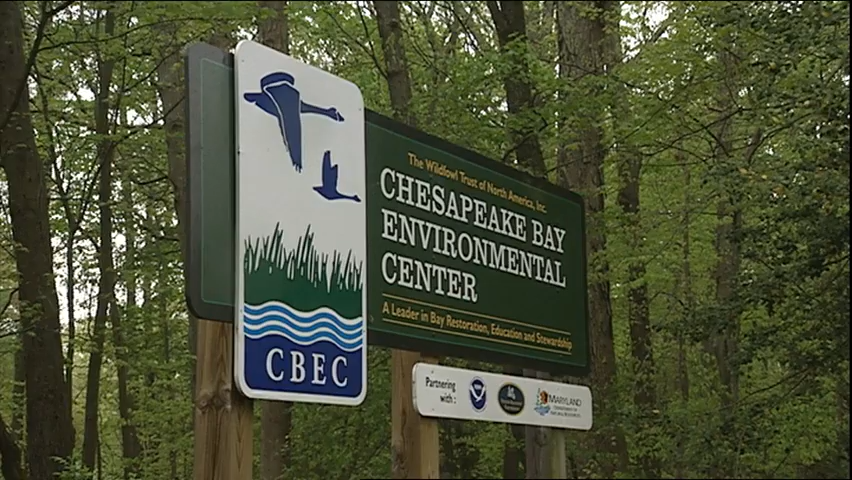 The Wildfowl Trust of North America, Inc.
CHESAPEAKE BAY
ENVIRONMENTAL
CENTER
A Leader in Bay Restoration, Education and Stewardship
CBEC
Partnering
with:
MARYLAND